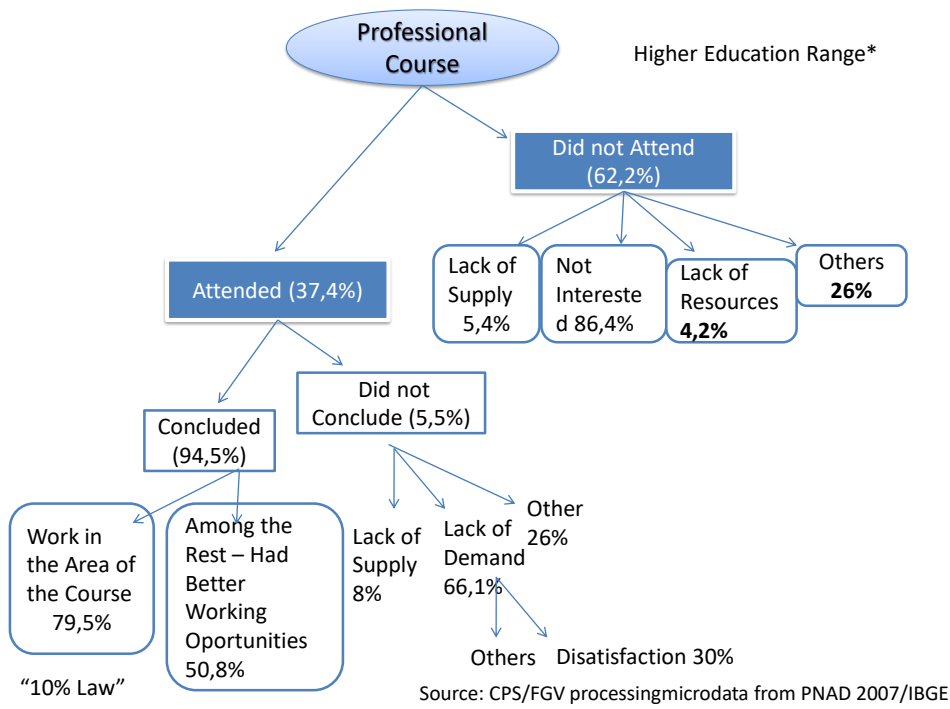 Professional
Course
Higher Education Range*
Did not Attend
(62,2%)
Attended (37,4%)
Lack of
Supply
5,4%
Not
Intereste
d 86,4%
Lack of
Resources
4,2%
Others
26%
Did not
Conclude (5,5%)
Concluded
(94,5%)
Work in
the Area of
the Course
79,5%
Among the
Rest – Had
Better
Working
Oportunities
50,8%
Lack of
Supply
8%
Lack of
Demand
66,1%
Other
26%
Others
Disatisfaction 30%
“10% Law”
Source: CPS/FGV processingmicrodata from PNAD 2007/IBGE